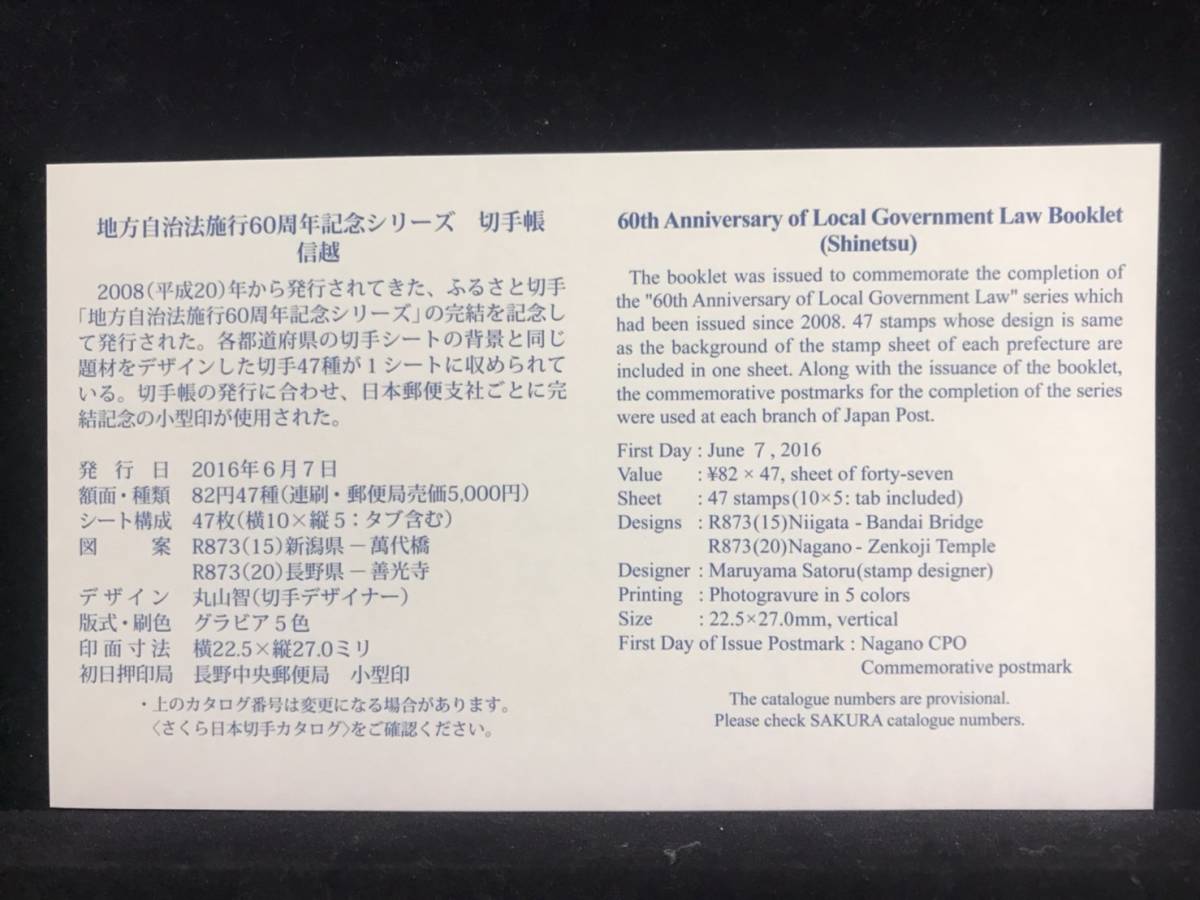 地方自治法施行60周年記念シリーズ　切手帳
信越
2008(平成20)年から発行されてきた、ふるさと切手
「地方自治法施行60周年記念シリーズ」の完結を記念し
て発行された。各都道府県の切手シートの背景と同じ
題材をデザインした切手47種が１シートに収められて
いる。切手帳の発行に合わせ、日本郵便支社ごとに完
結記念の小型印が使用された。
発　行　日　2016年６月７日
額面・種類　82円47種(連刷・郵便局売価5,000円)
シート構成　47枚(横10×縦５：タブ含む)
図　　　案　R873(15)新潟県－萬代橋
R873(20)長野県－善光寺
デザイン　丸山智(切手デザイナー)
版式・刷色　グラビア５色
印面寸法　横22.5×縦27.0ミリ
初日押印局　長野中央郵便局　小型印
・上のカタログ番号は変更になる場合があります。
〈さくら日本切手カタログ〉をご確認ください。
60th Anniversary of Local Government Law Booklet
(Shinetsu)
The booklet was issued to commemorate the completion of
the "60th Anniversary of Local Government Law" series which
had been issued since 2008. 47 stamps whose design is same
as the background of the stamp sheet of each prefecture are
included in one sheet. Along with the issuance of the booklet,
the commemorative postmarks for the completion of the series
were used at each branch of Japan Post.
First Day : June ７, 2016
Value : ¥82 × 47, sheet of forty-seven
Sheet : 47 stamps(10×5: tab included)
Designs : R873(15)Niigata - Bandai Bridge
R873(20)Nagano - Zenkoji Temple
Designer : Maruyama Satoru(stamp designer)
Printing : Photogravure in 5 colors
Size : 22.5×27.0mm, vertical
First Day of Issue Postmark : Nagano CPO
Commemorative postmark
The catalogue numbers are provisional.
Please check SAKURA catalogue numbers.